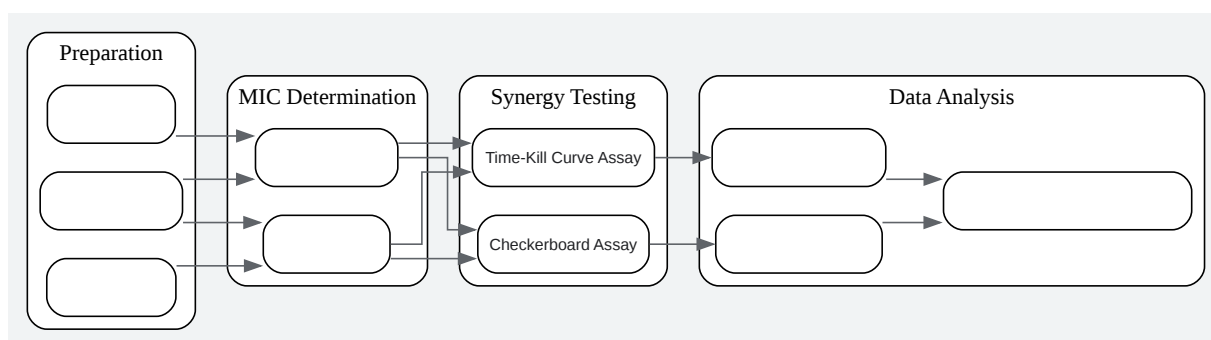 Preparation
MIC Determination
Synergy Testing
Data Analysis
Time-Kill Curve Assay
Checkerboard Assay